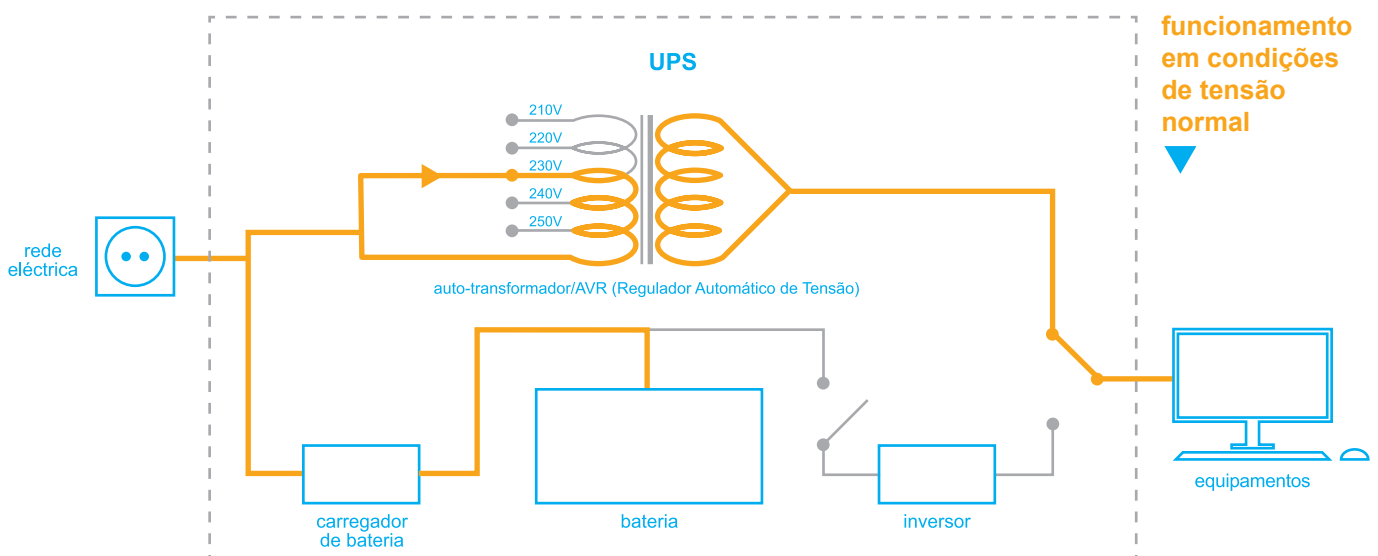 UPS
funcionamento
em condições
de tensão
normal
210V
220V
230V
240V
250V
rede
eléctrica
auto-transformador/AVR (Regulador Automático de Tensão)
carregador
de bateria
bateria
inversor
equipamentos